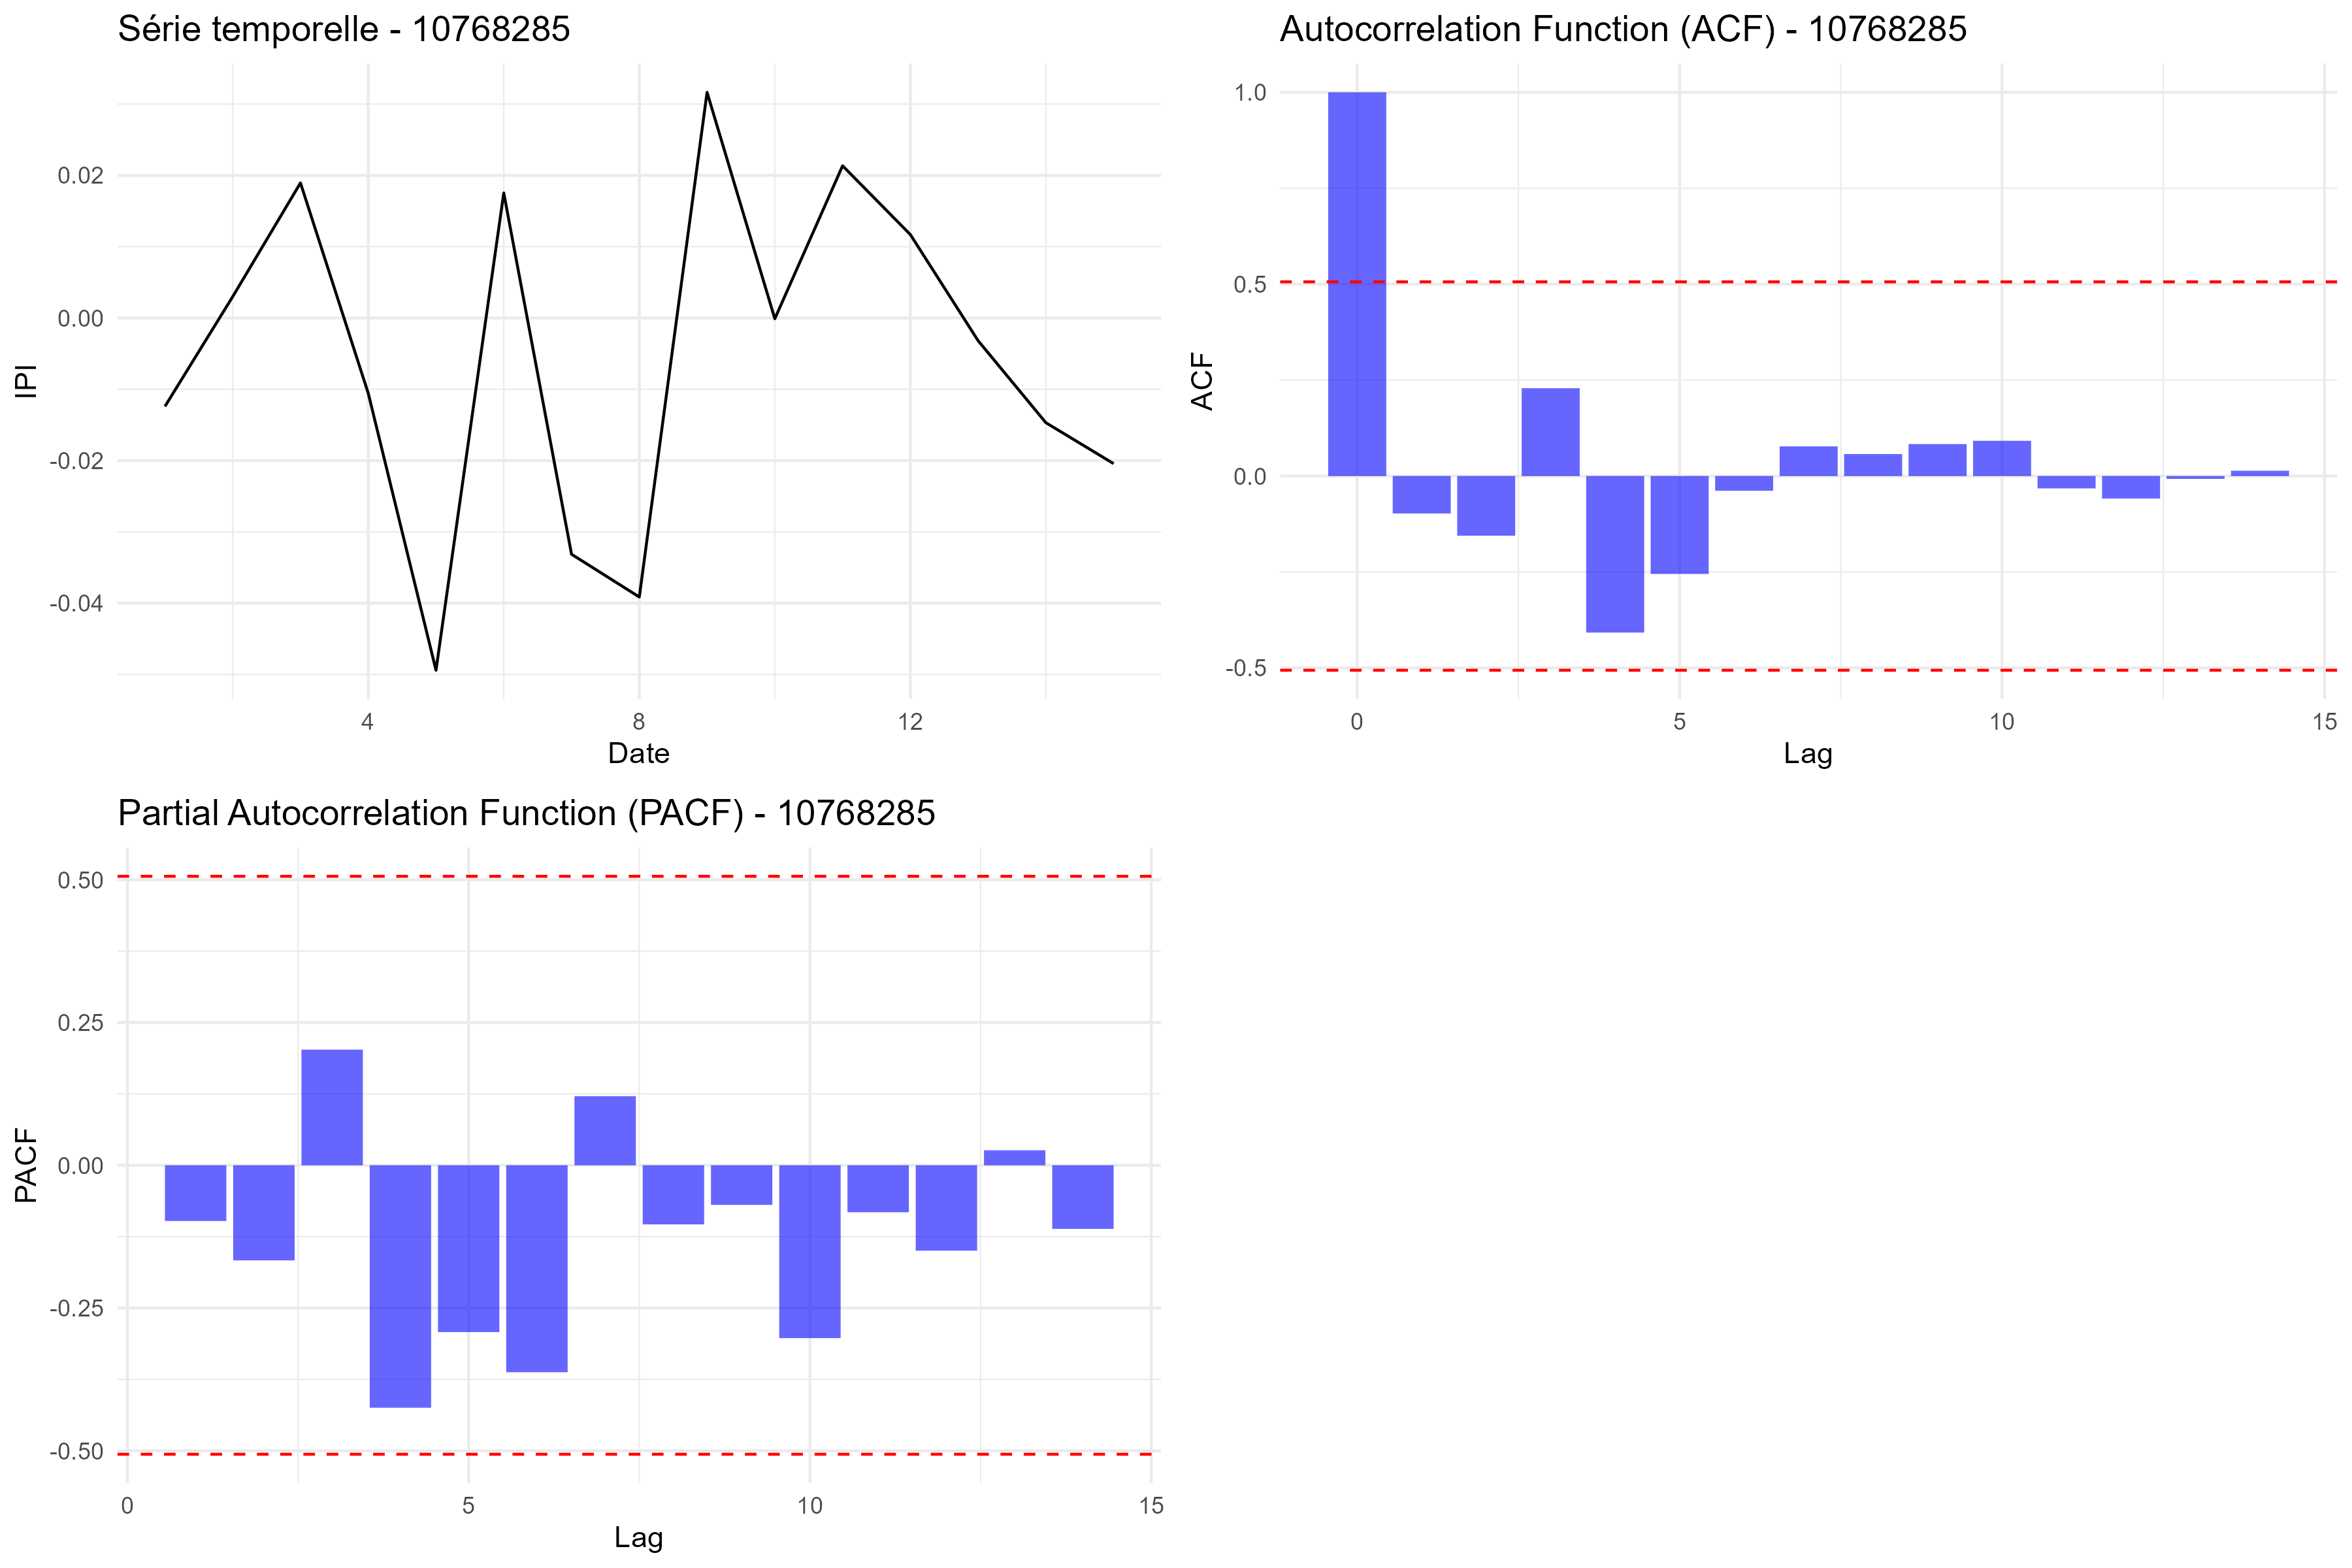 Série temporelle - 10768285
IPI
0.02
0.00
-0.02
-0.04
4
8
12
Date
Autocorrelation Function (ACF) - 10768285
ACF
1.0
0.5
0.0
-0.5
0
5
10
15
Lag
Partial Autocorrelation Function (PACF) - 10768285
PACF
0.50
0.25
0.00
-0.25
-0.50
0
5
10
15
Lag